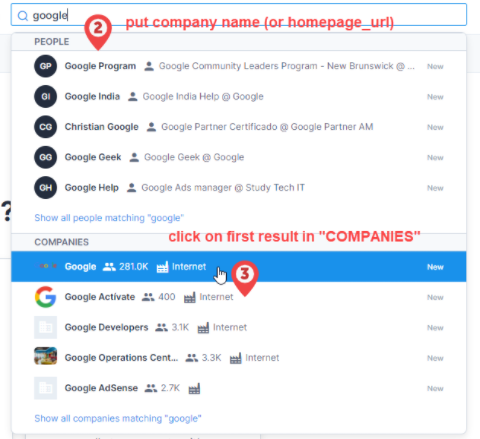 google
2
put company name (or homepage_url)
PEOPLE
GP Google Program Google Community Leaders Program - New Brunswick @ ... New
GI Google India Google India Help @ Google New
CG Christian Google Google Partner Certificado @ Google Partner AM New
GG Google Geek Google Geek @ Google New
GH Google Help Google Ads manager @ Study Tech IT New
?
Show all people matching "google"
click on first result in "COMPANIES"
COMPANIES
Google 281.0K Internet New
3
Google Activate 400 Internet New
Google Developers 3.1K Internet New
Google Operations Cent... 3.3K Internet New
Google AdSense 2.7K New
Show all companies matching "google"